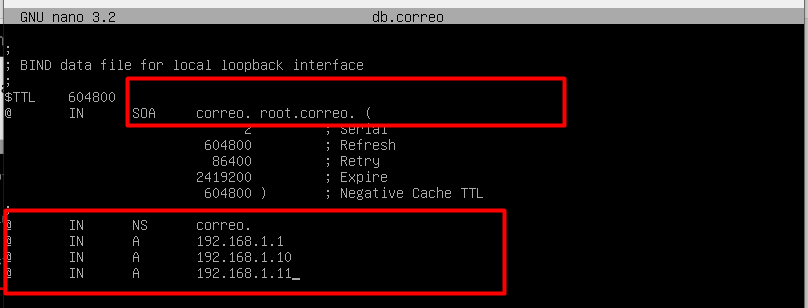 GNU nano 3.2 db.correo
;
; BIND data file for local loopback interface
;
$TTL 604800
@ IN SOA correo. root.correo. (
2 ; Serial
604800 ; Refresh
86400 ; Retry
2419200 ; Expire
604800 ) ; Negative Cache TTL
;
@ IN NS correo.
@ IN A 192.168.1.1
@ IN A 192.168.1.10
@ IN A 192.168.1.11